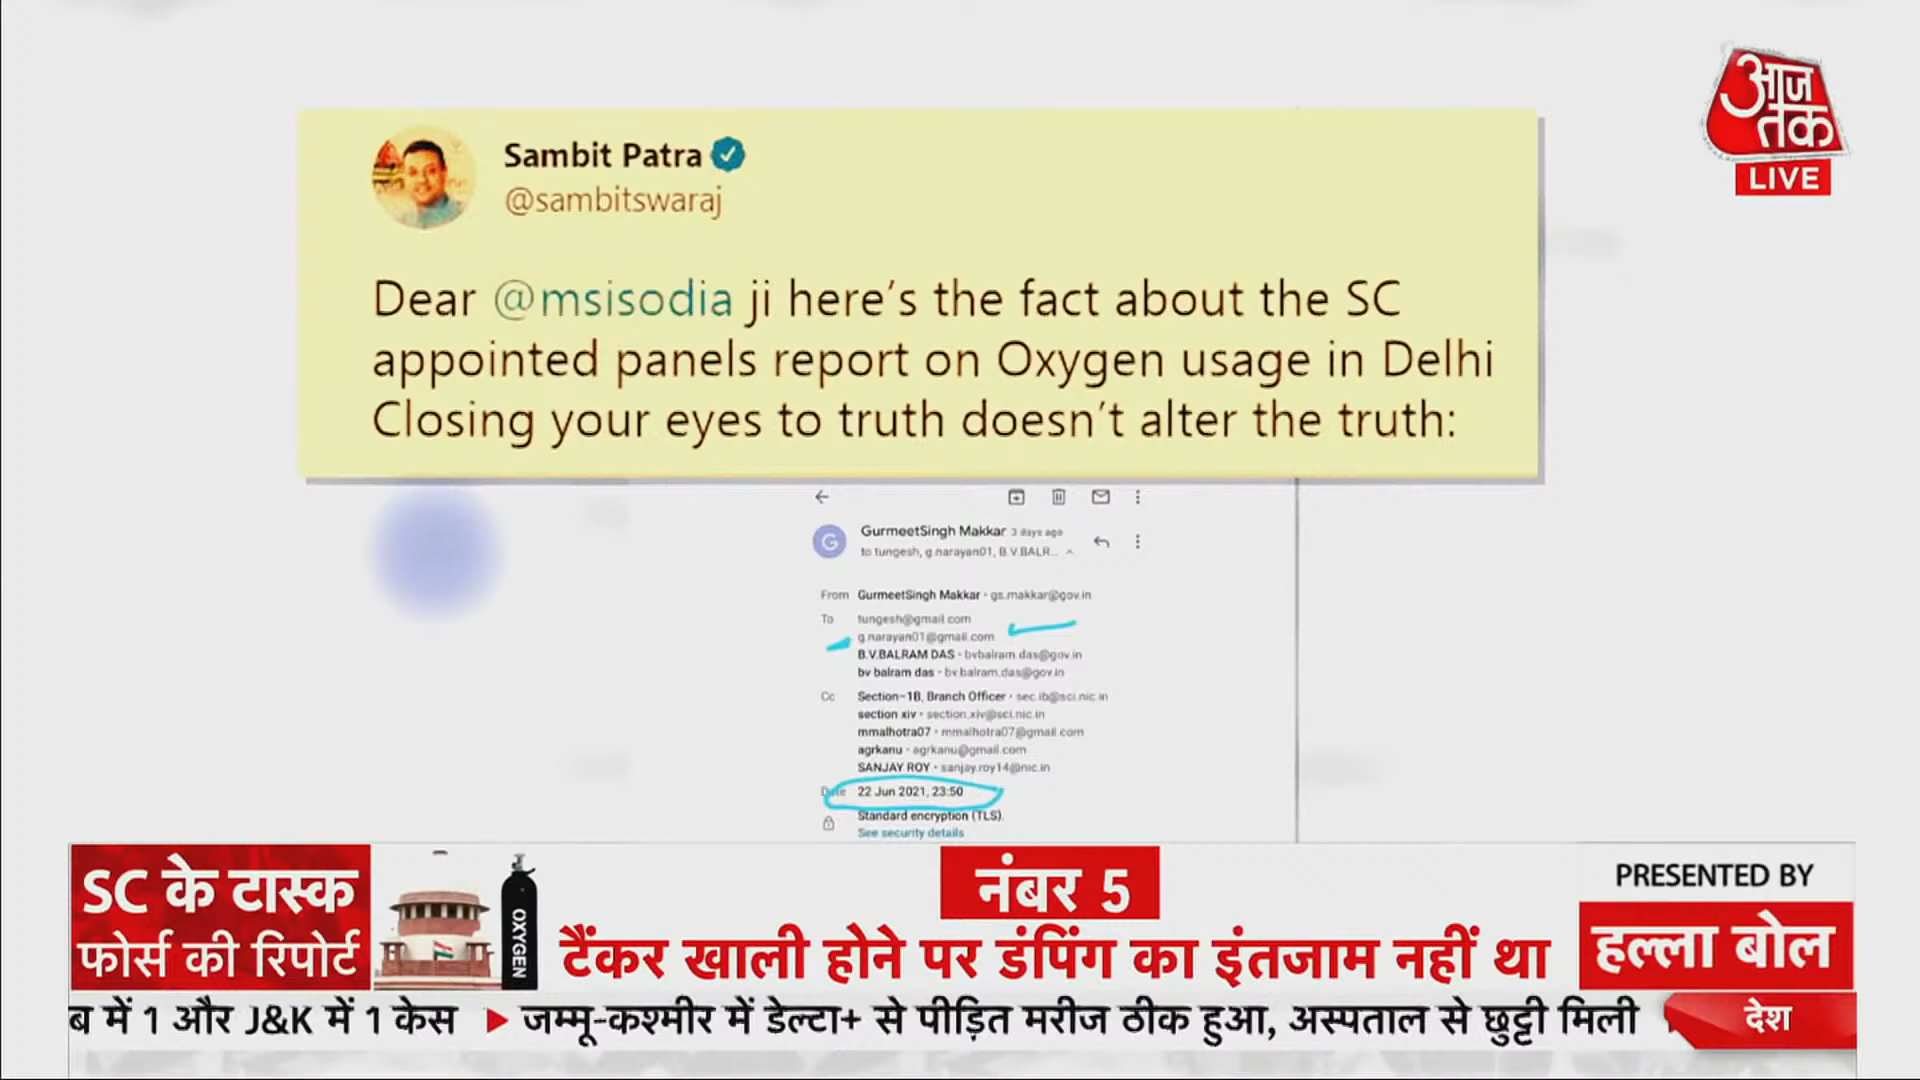 आज
तक
LIVE
Sambit Patra
@sambitswaraj
Dear @msisodia ji here's the fact about the SC
appointed panels report on Oxygen usage in Delhi
Closing your eyes to truth doesn't alter the truth:
G
GurmeetSingh Makkar 3 days ago
to tungesh, g.narayan01, B.V.BALR...
From GurmeetSingh Makkar • gs.makkar@gov.in
To tungesh@gmail.com
g.narayan01@gmail.com
B.V.BALRAM DAS • bvbalram.das@gov.in
bv balram das • bv.balram.das@gov.in
Cc Section-1B, Branch Officer • sec.ib@sci.nic.in
section xiv • section.xiv@sci.nic.in
mmalhotra07 • mmalhotra07@gmail.com
agrkanu • agrkanu@gmail.com
SANJAY ROY • sanjay.roy14@nic.in
Date 22 Jun 2021, 23:50
Standard encryption (TLS).
See security details
SC के टास्क
फोर्स की रिपोर्ट
OXYGEN
नंबर 5
टैंकर खाली होने पर डंपिंग का इंतजाम नहीं था
PRESENTED BY
हल्ला बोल
ब में 1 और J&K में 1 केस ▶ जम्मू-कश्मीर में डेल्टा+ से पीड़ित मरीज ठीक हुआ, अस्पताल से छुट्टी मिली
देश